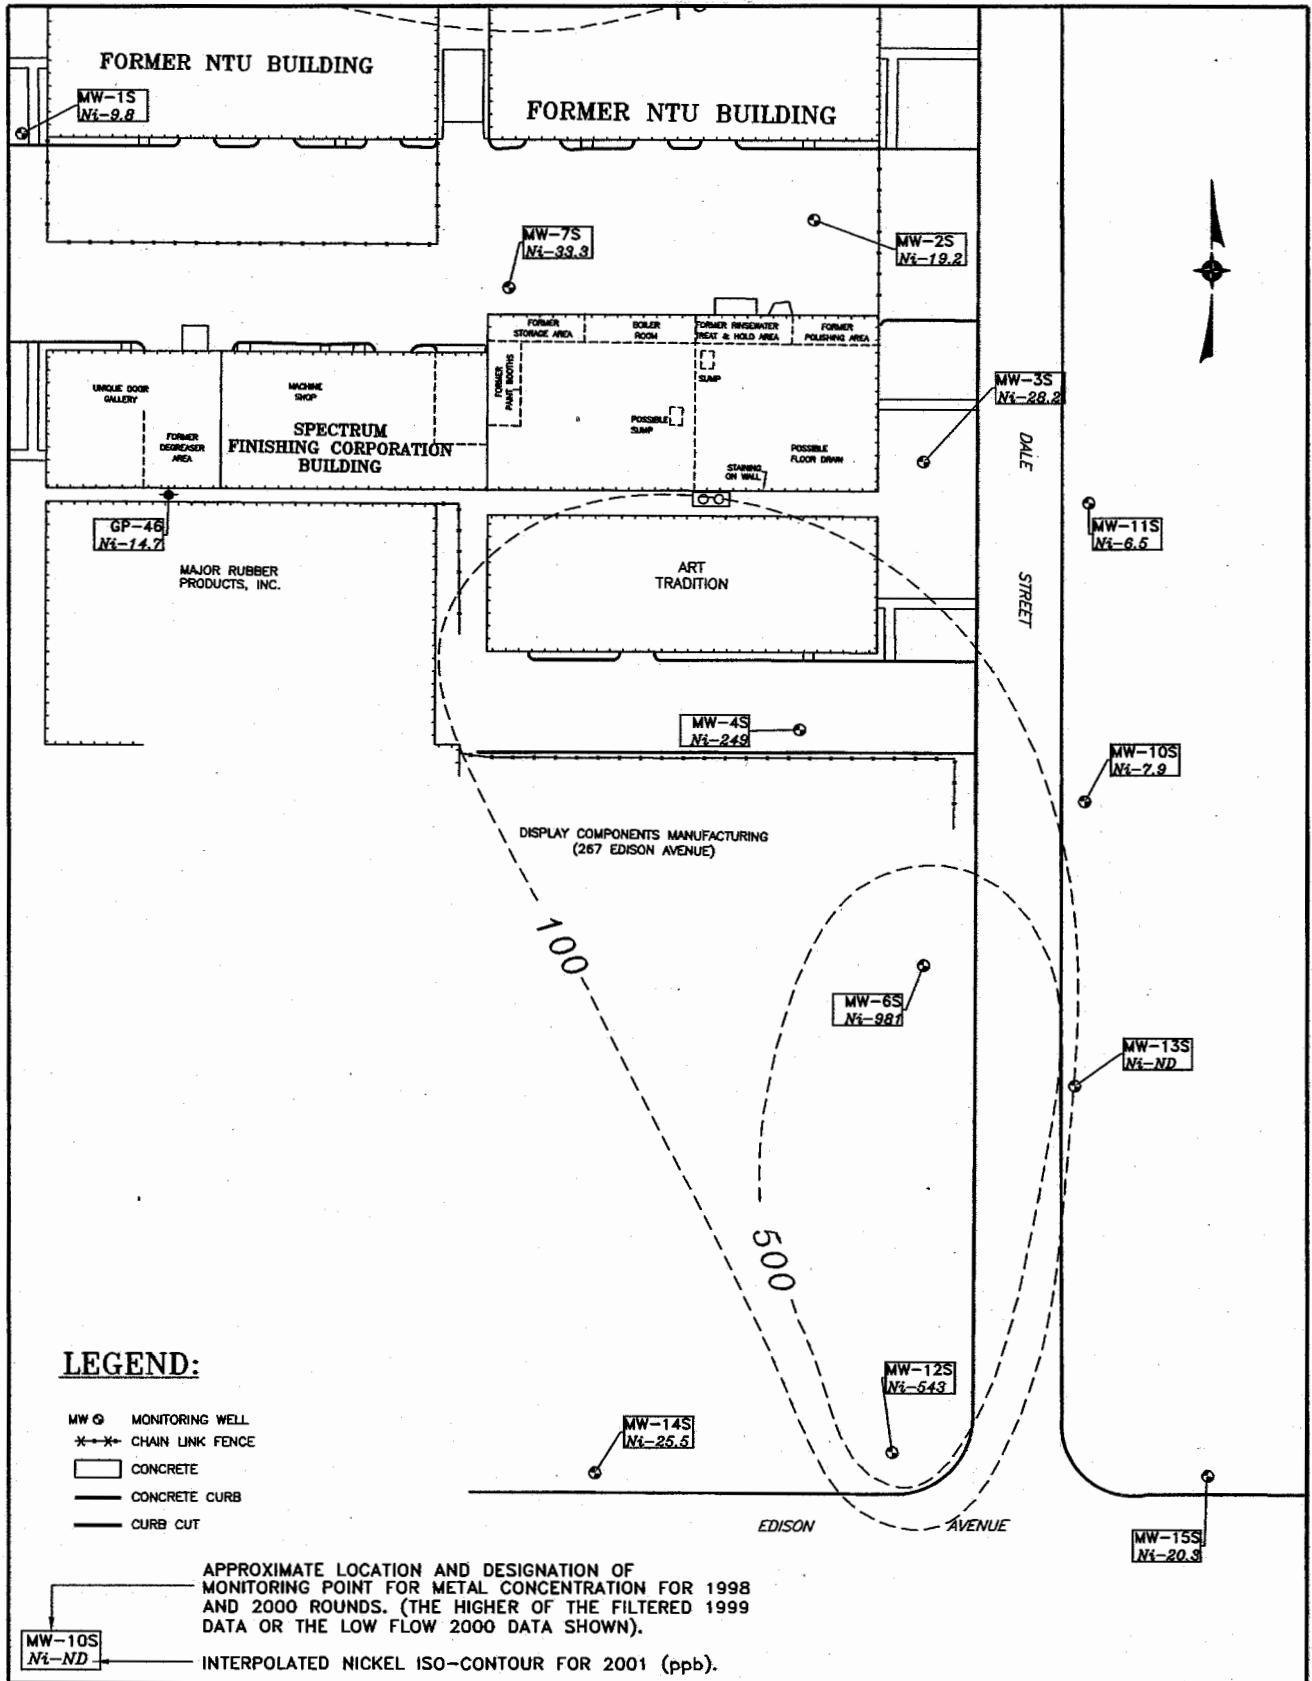 FORMER NTU BUILDING
FORMER NTU BUILDING
MW-1S
Ni-9.8
MW-7S
Ni-33.3
MW-2S
Ni-19.2
FORMER
STORAGE AREA
BOILER
ROOM
FORMER RINSEWATER
TREAT & HOLD AREA
FORMER
POLISHING AREA
UNIQUE DOOR
GALLERY
MACHINE
SHOP
FORMER
PAINT BOOTHS
SUMP
MW-3S
Ni-28.2
FORMER
DEGREASER
AREA
SPECTRUM
FINISHING CORPORATION
BUILDING
POSSIBLE
SUMP
POSSIBLE
FLOOR DRAIN
STAINING
ON WALL
DALE
STREET
GP-46
Ni-14.7
MW-11S
Ni-6.5
MAJOR RUBBER
PRODUCTS, INC.
ART
TRADITION
MW-4S
Ni-249
MW-10S
Ni-7.9
DISPLAY COMPONENTS MANUFACTURING
(267 EDISON AVENUE)
100
MW-6S
Ni-981
MW-13S
Ni-ND
500
MW-12S
Ni-543
MW-14S
Ni-25.5
EDISON AVENUE
MW-15S
Ni-20.3
LEGEND:
MW MONITORING WELL
CHAIN LINK FENCE
CONCRETE
CONCRETE CURB
CURB CUT
APPROXIMATE LOCATION AND DESIGNATION OF
MONITORING POINT FOR METAL CONCENTRATION FOR 1998
AND 2000 ROUNDS. (THE HIGHER OF THE FILTERED 1999
DATA OR THE LOW FLOW 2000 DATA SHOWN).
MW-10S
Ni-ND
INTERPOLATED NICKEL ISO-CONTOUR FOR 2001 (ppb).